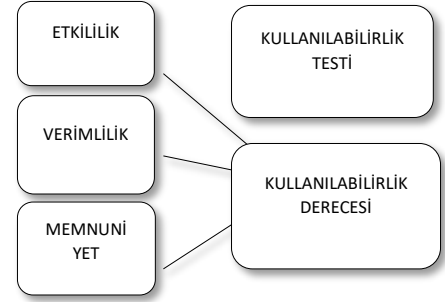 ETKİLİLİK
KULLANILABİLİRLİK
TESTİ
VERİMLİLİK
KULLANILABİLİRLİK
DERECESİ
MEMNUNİ
YET